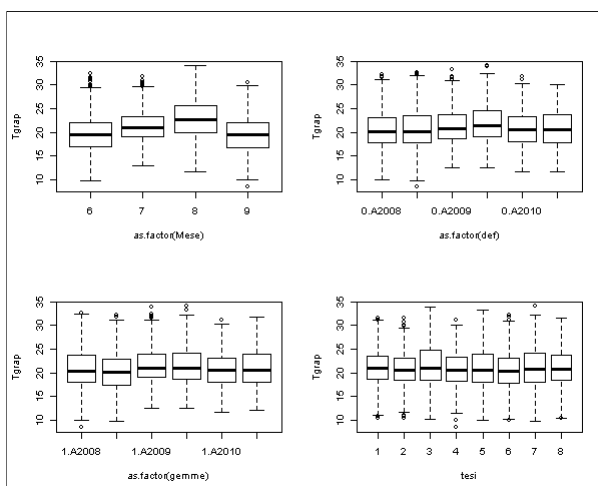 35
30
25
20
15
10
Tgrap
6 7 8 9
as.factor(Mese)
35
30
25
20
15
10
Tgrap
0.A2008 0.A2009 0.A2010
as.factor(def)
35
30
25
20
15
10
Tgrap
1.A2008 1.A2009 1.A2010
as.factor(gemme)
35
30
25
20
15
10
Tgrap
1 2 3 4 5 6 7 8
tesi